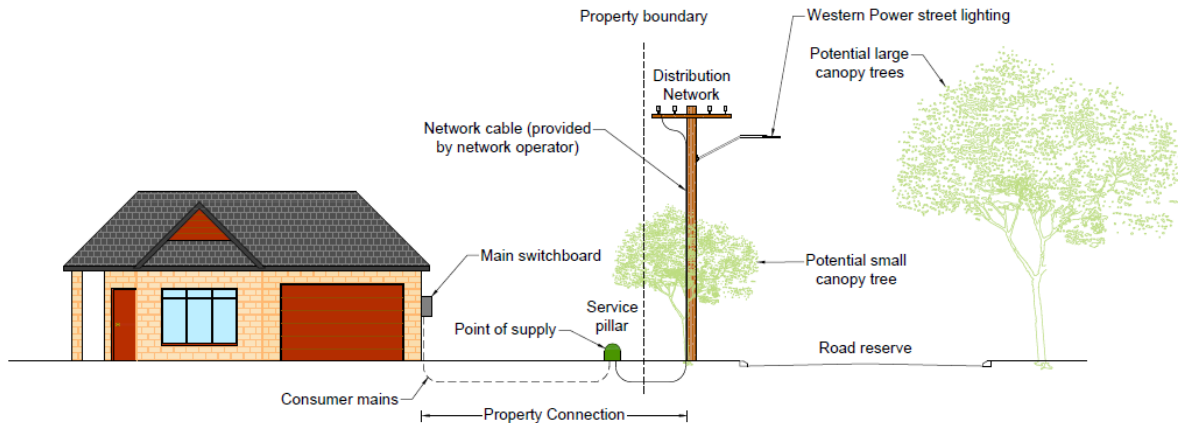 Property boundary
Western Power street lighting
Potential large
canopy trees
Distribution
Network
Network cable (provided
by network operator)
Main switchboard
Potential small
canopy tree
Service
pillar
Point of supply
Road reserve
Consumer mains
Property Connection